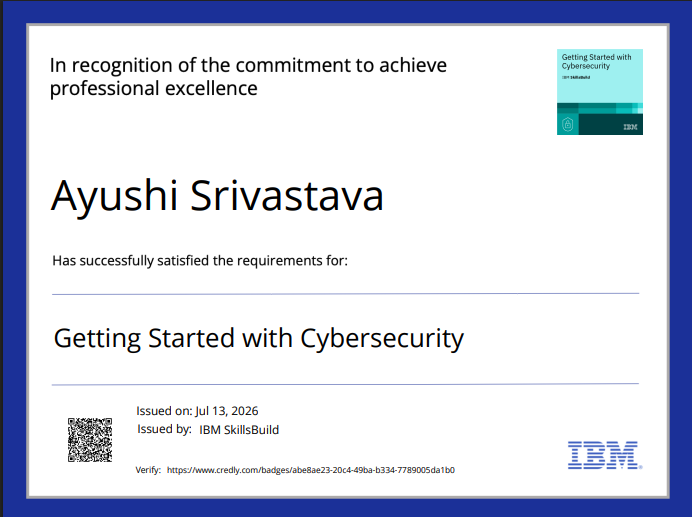 In recognition of the commitment to achieve
professional excellence
Getting Started with
Cybersecurity
IBM SkillsBuild
IBM
Ayushi Srivastava
Has successfully satisfied the requirements for:
Getting Started with Cybersecurity
Issued on: Jul 13, 2026
Issued by: IBM SkillsBuild
Verify: https://www.credly.com/badges/abe8ae23-20c4-49ba-b334-7789005da1b0
IBM®